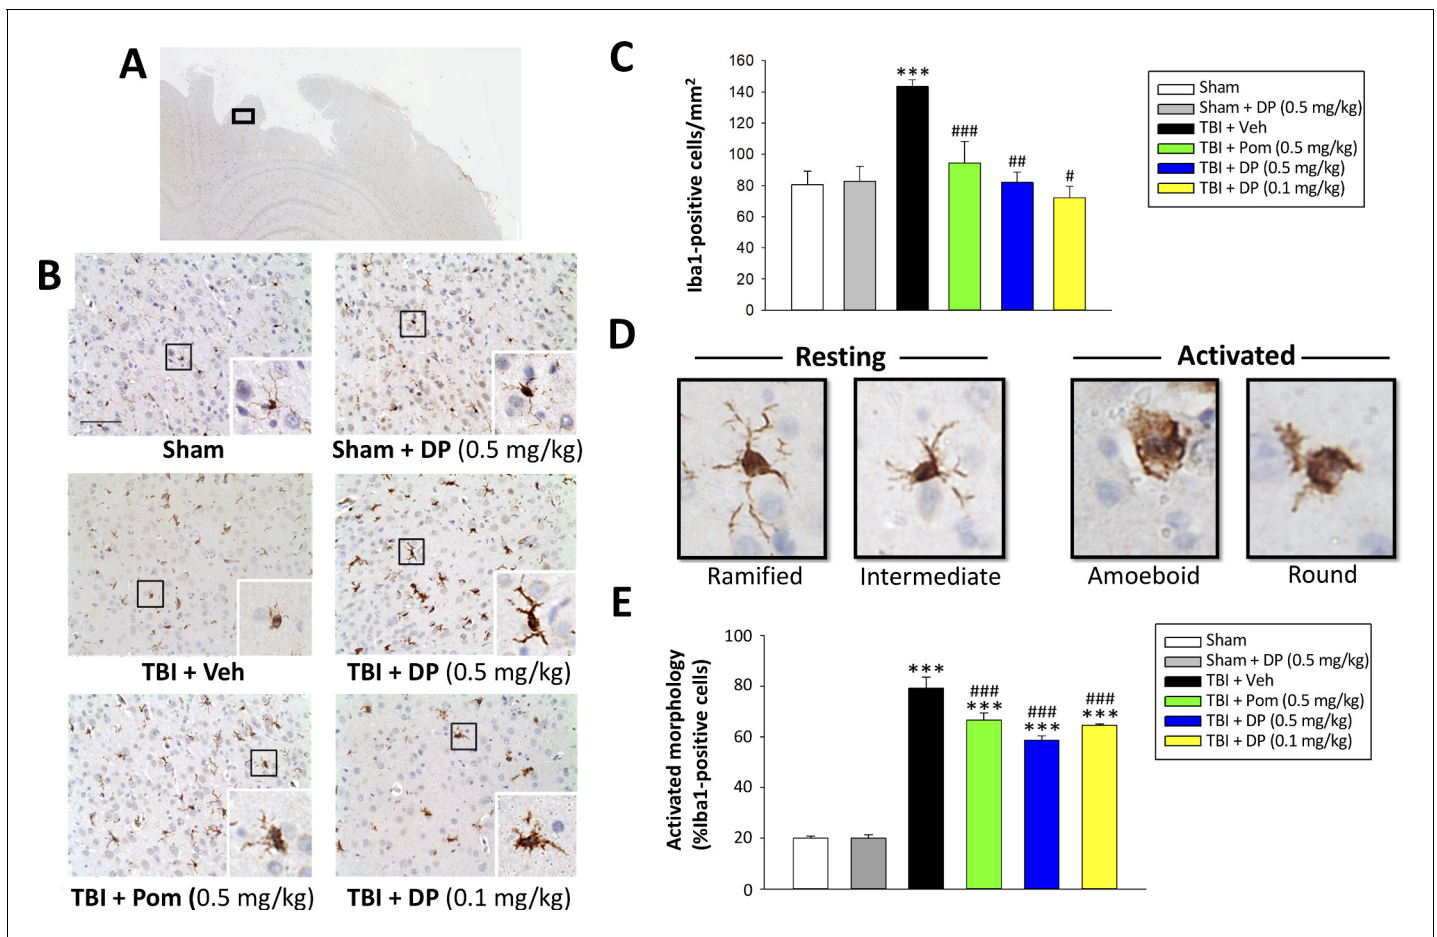 A
B
Sham
Sham + DP (0.5 mg/kg)
TBI + Veh
TBI + DP (0.5 mg/kg)
TBI + Pom (0.5 mg/kg)
TBI + DP (0.1 mg/kg)
C
Iba1-positive cells/mm²
160
140
120
100
80
60
40
20
0
***
###
##
#
Sham
Sham + DP (0.5 mg/kg)
TBI + Veh
TBI + Pom (0.5 mg/kg)
TBI + DP (0.5 mg/kg)
TBI + DP (0.1 mg/kg)
D
Resting
Activated
Ramified
Intermediate
Amoeboid
Round
E
Activated morphology
(%Iba1-positive cells)
100
80
60
40
20
0
***
###
***
###
***
###
***
Sham
Sham + DP (0.5 mg/kg)
TBI + Veh
TBI + Pom (0.5 mg/kg)
TBI + DP (0.5 mg/kg)
TBI + DP (0.1 mg/kg)